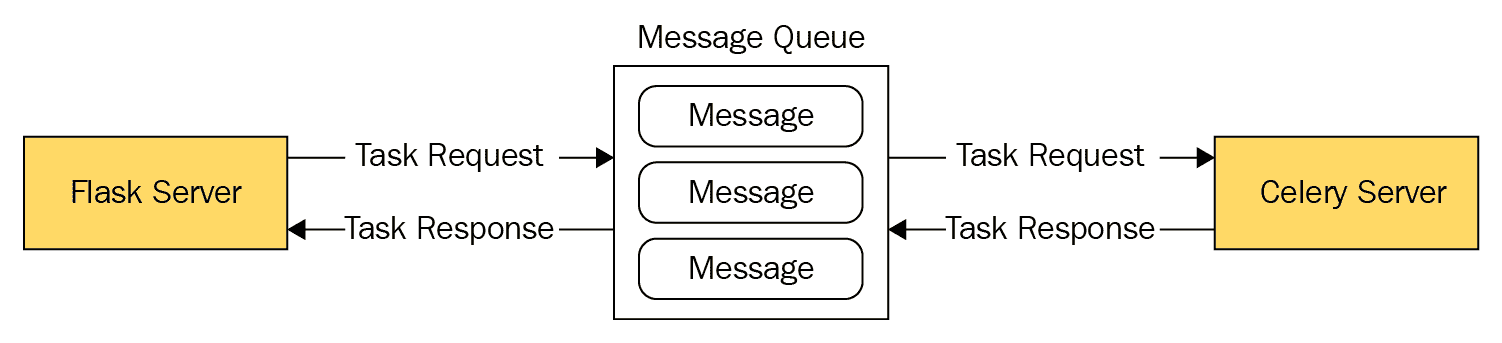 Message Queue
Message
Task Request
Task Request
Flask Server
Message
Celery Server
Task Response
Task Response
Message